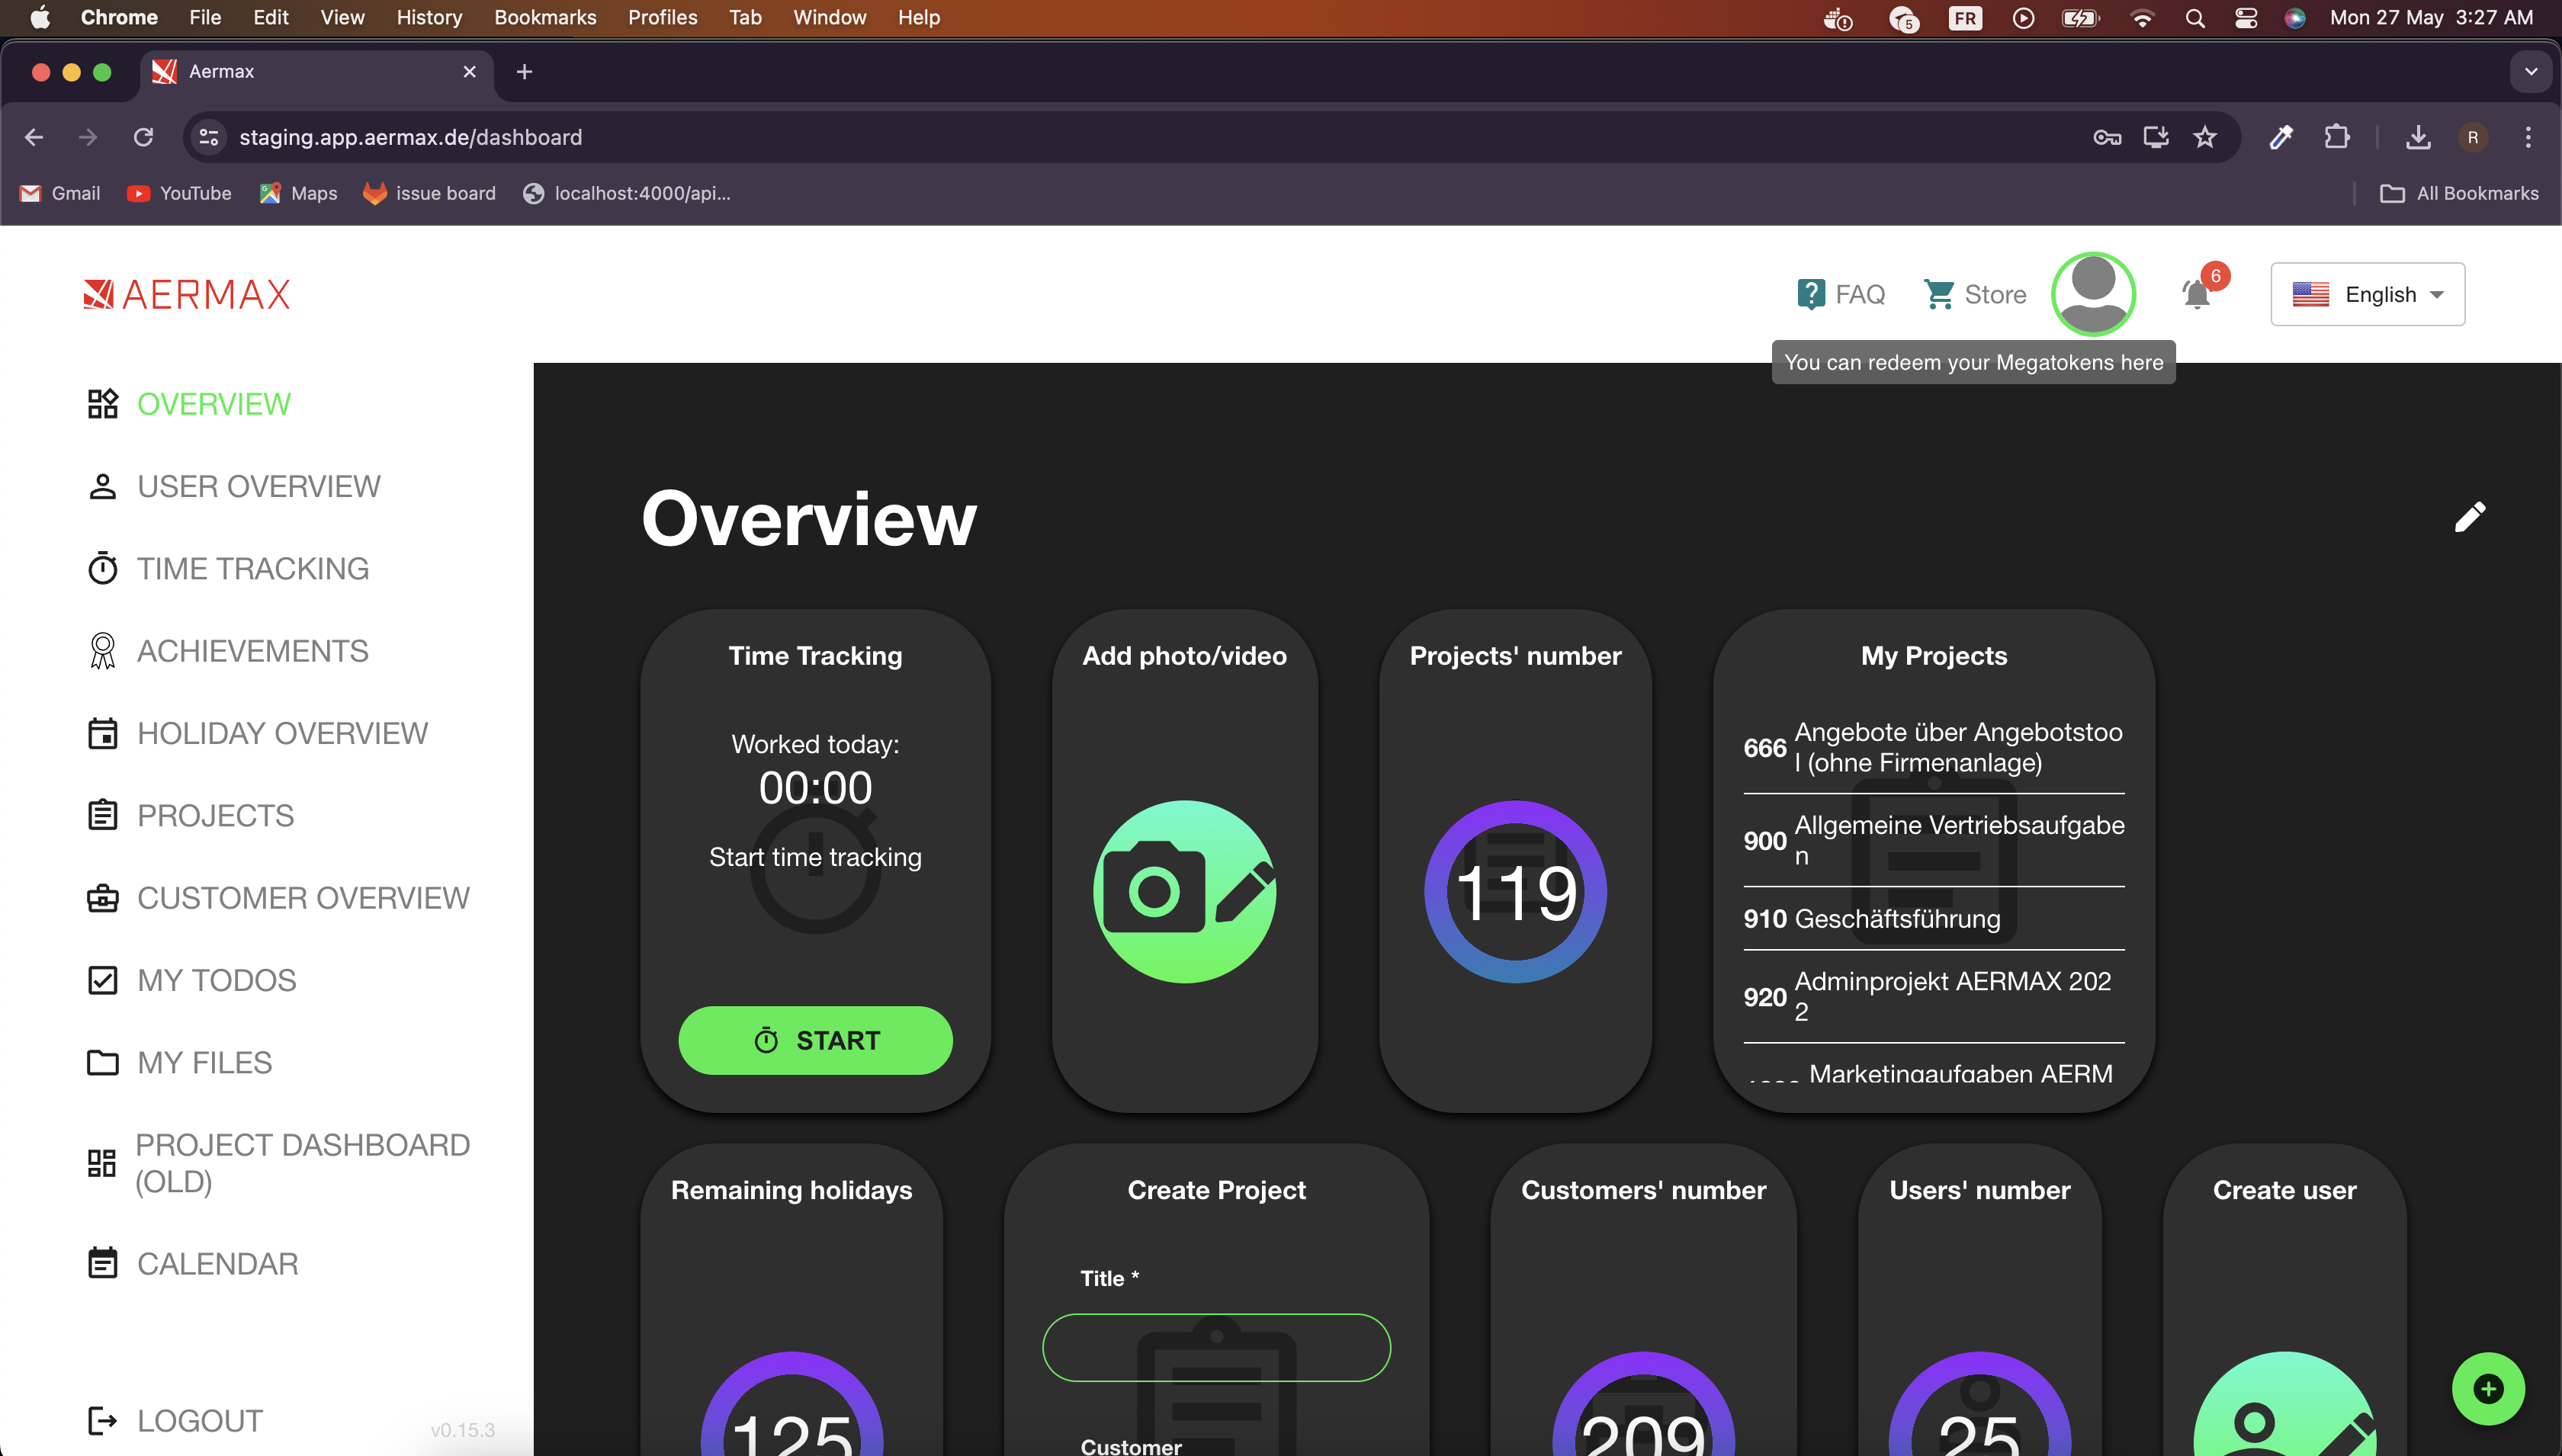 Chrome File Edit View History Bookmarks Profiles Tab Window Help
5 FR Mon 27 May 3:27 AM
Aermax
staging.app.aermax.de/dashboard
R
Gmail YouTube Maps issue board localhost:4000/api...
All Bookmarks
AERMAX
FAQ Store 6 English
You can redeem your Megatokens here
OVERVIEW
USER OVERVIEW
TIME TRACKING
ACHIEVEMENTS
HOLIDAY OVERVIEW
PROJECTS
CUSTOMER OVERVIEW
MY TODOS
MY FILES
PROJECT DASHBOARD
(OLD)
CALENDAR
LOGOUT v0.15.3
Overview
Time Tracking
Worked today:
00:00
Start time tracking
START
Add photo/video
Projects' number
119
My Projects
666 Angebote über Angebotstoo
l (ohne Firmenanlage)
900 Allgemeine Vertriebsaufgabe
n
910 Geschäftsführung
920 Adminprojekt AERMAX 202
2
Marketingaufgaben AERM
Remaining holidays
125
Create Project
Title *
Customer
Customers' number
209
Users' number
25
Create user